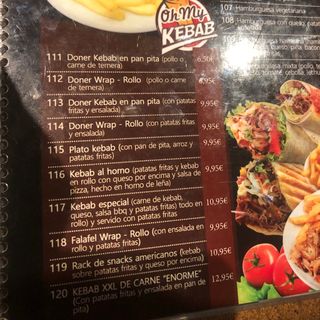 Oh My
KEBAB
111 Doner Kebab en pan pita (pollo o 6,50€
carne de ternera)
112 Doner Wrap - Rollo (pollo o carne 6,95€
de ternera)
113 Doner Kebab en pan pita (con patatas 9,95€
fritas y ensalada)
114 Doner Wrap - Rollo (con patatas 9,95€
fritas y ensalada)
115 Plato kebab (con pan de pita, arroz y 9,95€
patatas fritas)
116 Kebab al horno (patatas fritas y kebab 9,95€
en rollo con queso por encima y salsa de
pizza, hecho en horno de leña)
117 Kebab especial (carne de kebab, 10,95€
queso, salsa bbq y patatas fritas) todo en
rollo) y servido con patatas fritas
118 Falafel Wrap - Rollo (con ensalada en 9,95€
rollo y patatas fritas)
119 Rack de snacks americanos (kebab 10,95€
sobre patatas fritas y queso por encima)
120 KEBAB XXL DE CARNE "ENORME" 12,95€
(Con patatas fritas y ensalada en pan de
pita)
107 Hamburguesa vegetariana
108 Hamburguesa con queso,